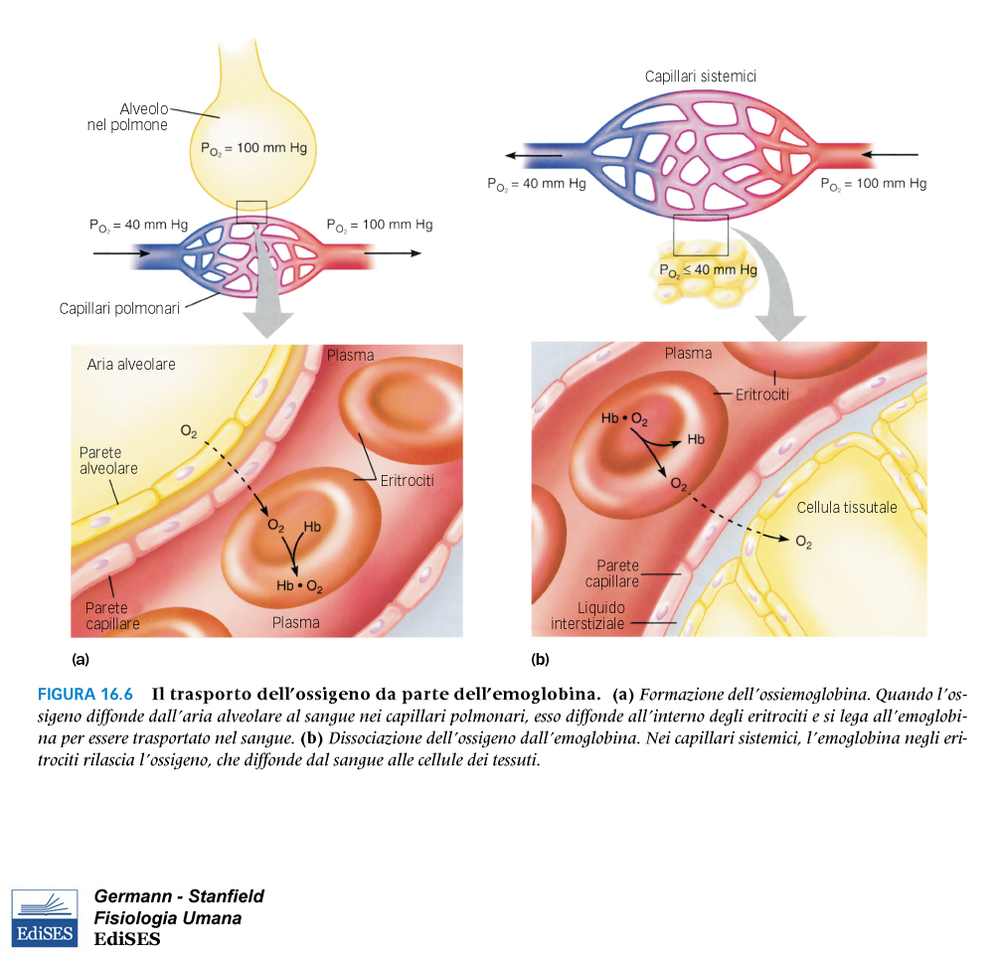 Alveolo
nel polmone
PO2 = 100 mm Hg
PO2 = 40 mm Hg
PO2 = 100 mm Hg
Capillari polmonari
Aria alveolare
Plasma
O2
Parete
alveolare
Eritrociti
O2
Hb
Hb • O2
Parete
capillare
Plasma
(a)
Capillari sistemici
PO2 = 40 mm Hg
PO2 = 100 mm Hg
PO2 ≤ 40 mm Hg
Plasma
Eritrociti
Hb • O2
Hb
O2
Cellula tissutale
O2
Parete
capillare
Liquido
interstiziale
(b)
FIGURA 16.6 Il trasporto dell'ossigeno da parte dell'emoglobina. (a) Formazione dell'ossiemoglobina. Quando l'os-
sigeno diffonde dall'aria alveolare al sangue nei capillari polmonari, esso diffonde all'interno degli eritrociti e si lega all'emoglobi-
na per essere trasportato nel sangue. (b) Dissociazione dell'ossigeno dall'emoglobina. Nei capillari sistemici, l'emoglobina negli eri-
trociti rilascia l'ossigeno, che diffonde dal sangue alle cellule dei tessuti.
EdiSES
Germann - Stanfield
Fisiologia Umana
EdiSES